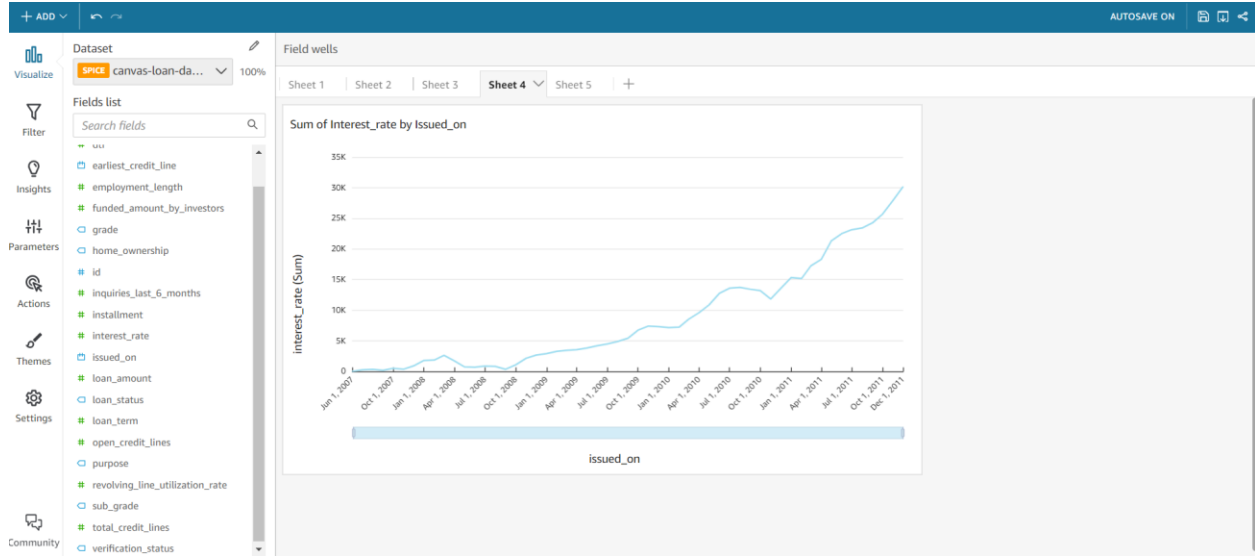 + ADD
AUTOSAVE ON
Visualize
Filter
Insights
Parameters
Actions
Themes
Settings
Community
Dataset
SPICE canvas-loan-da... 100%
Fields list
Search fields
earliest_credit_line
# employment_length
# funded_amount_by_investors
grade
home_ownership
# id
# inquiries_last_6_months
# installment
# interest_rate
issued_on
# loan_amount
loan_status
# loan_term
# open_credit_lines
purpose
# revolving_line_utilization_rate
sub_grade
# total_credit_lines
verification_status
Field wells
Sheet 1 Sheet 2 Sheet 3 Sheet 4 Sheet 5 +
Sum of Interest_rate by Issued_on
interest_rate (Sum)
35K
30K
25K
20K
15K
10K
5K
0
Jun 1, 2007 Oct 1, 2007 Jan 1, 2008 Apr 1, 2008 Jul 1, 2008 Oct 1, 2008 Jan 1, 2009 Apr 1, 2009 Jul 1, 2009 Oct 1, 2009 Jan 1, 2010 Apr 1, 2010 Jul 1, 2010 Oct 1, 2010 Jan 1, 2011 Apr 1, 2011 Jul 1, 2011 Oct 1, 2011 Dec 1, 2011
issued_on